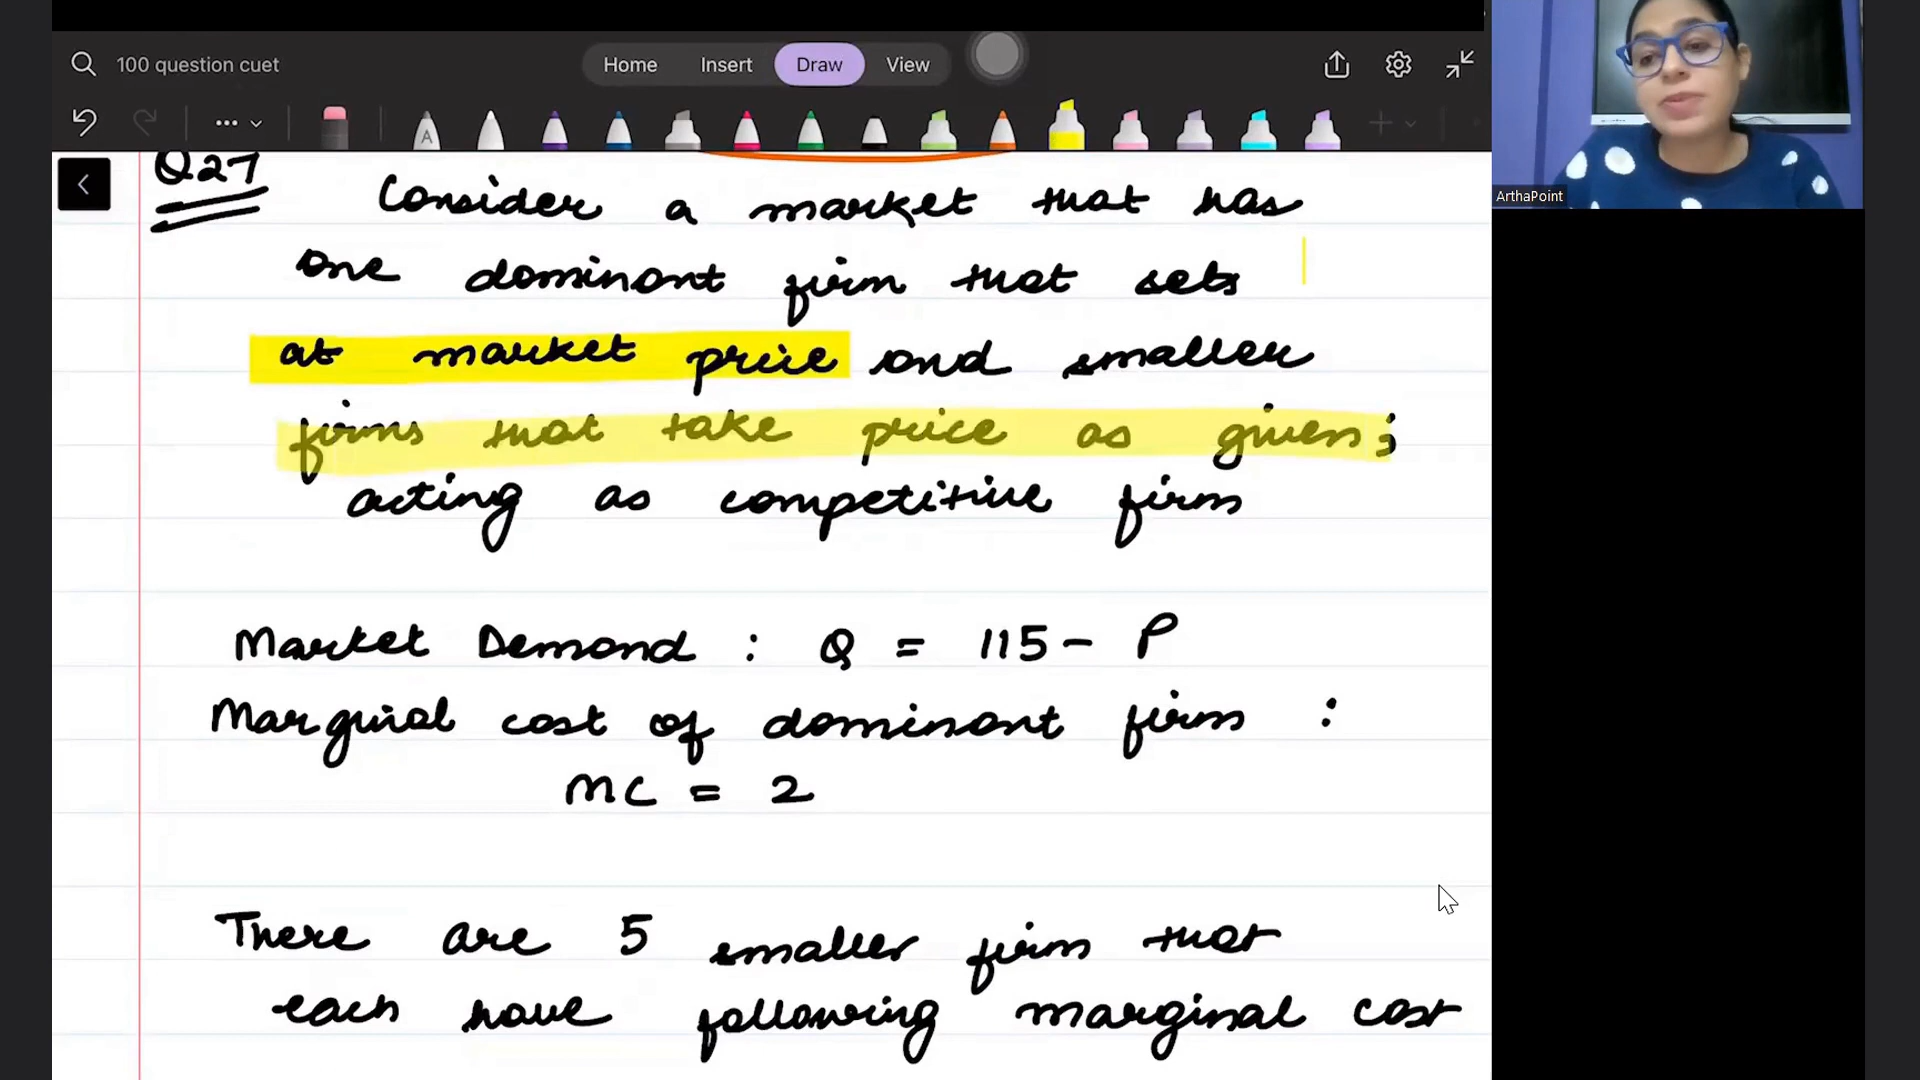 100 question cuet
Home Insert Draw View
A
Q27 Consider a market that has
one dominant firm that sets
at market price and smaller
firms that take price as given;
acting as competitive firm
Market Demand : Q = 115 - P
Marginal cost of dominant firm :
MC = 2
There are 5 smaller firm that
each have following marginal cost
ArthaPoint